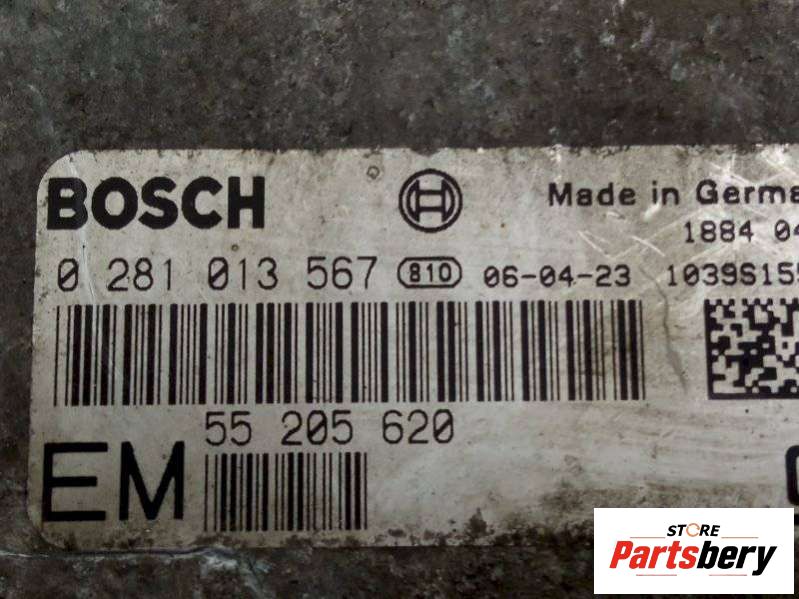 BOSCH
Made in Germa
1884 04
0 281 013 567 810 06-04-23 1039S155
55 205 620
EM
STORE
Partsbery